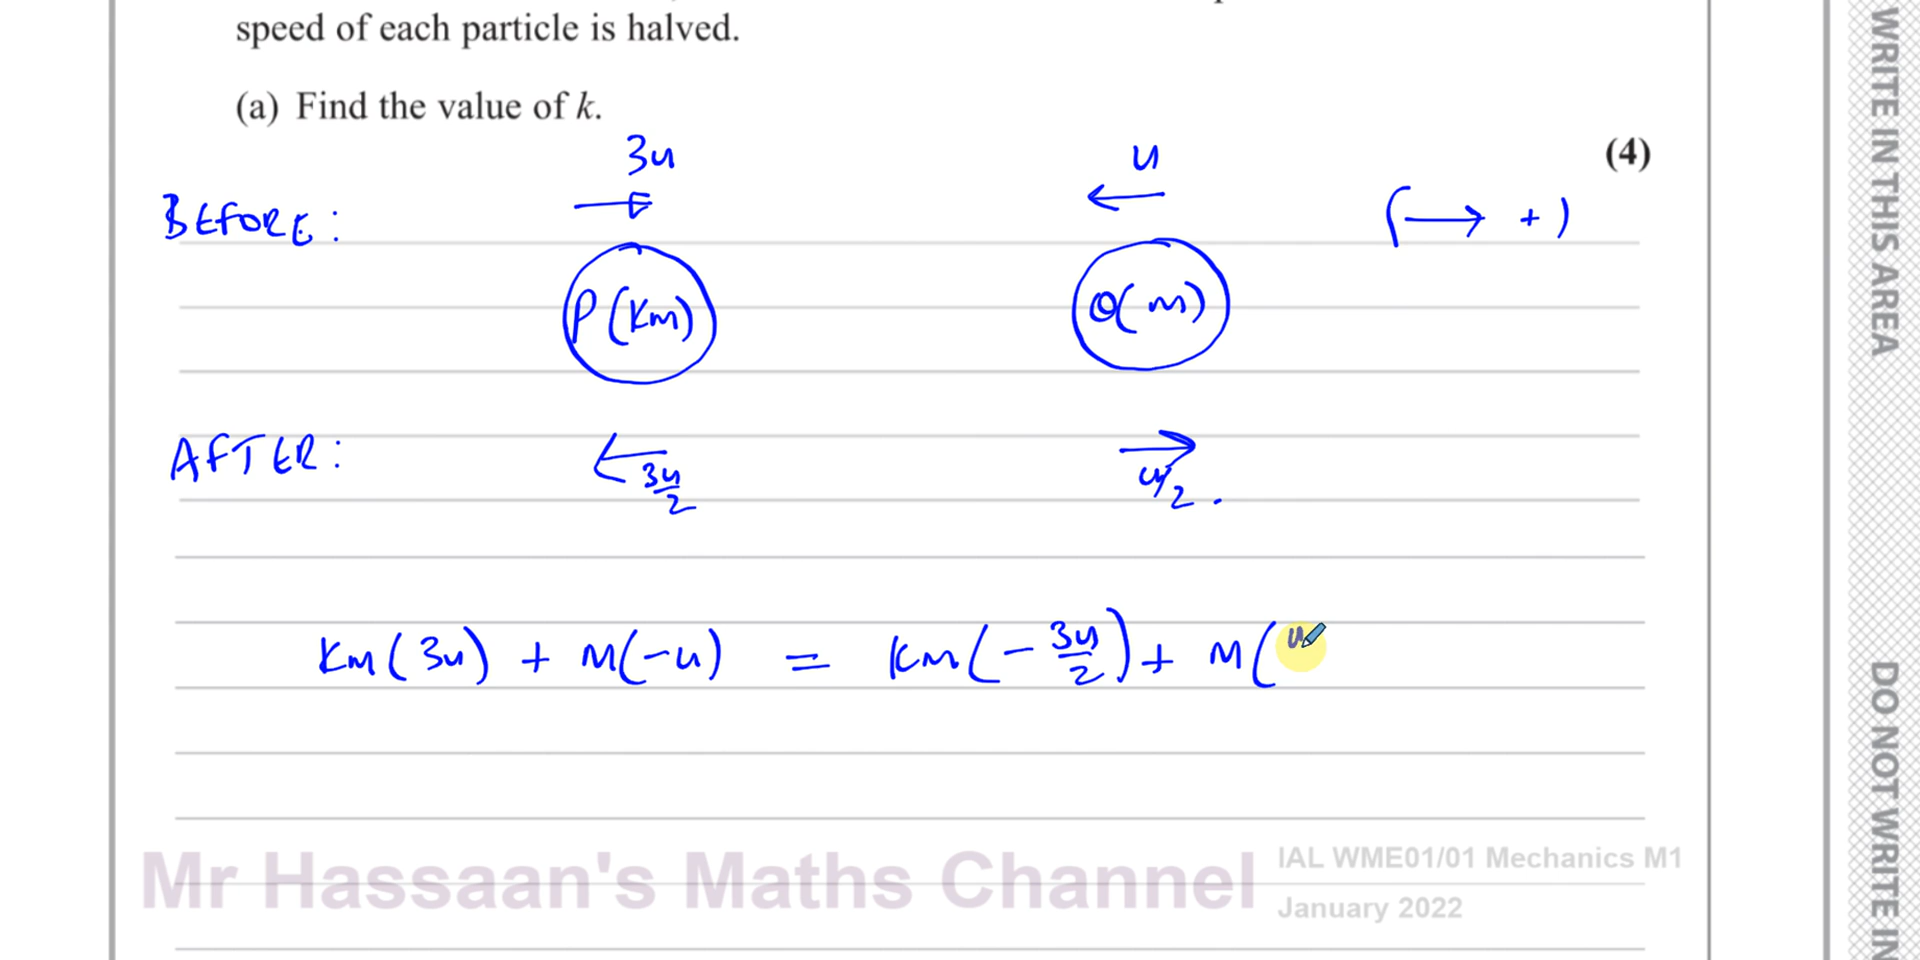 speed of each particle is halved.
(a) Find the value of k.
(4)
3u
u
BEFORE:
(→ +)
P(km)
Q(m)
AFTER:
3u/2
u/2.
km(3u) + m(-u) = km(-3u/2) + m(u
Mr Hassaan's Maths Channel
IAL WME01/01 Mechanics M1
January 2022
WRITE IN THIS AREA
DO NOT WRITE IN